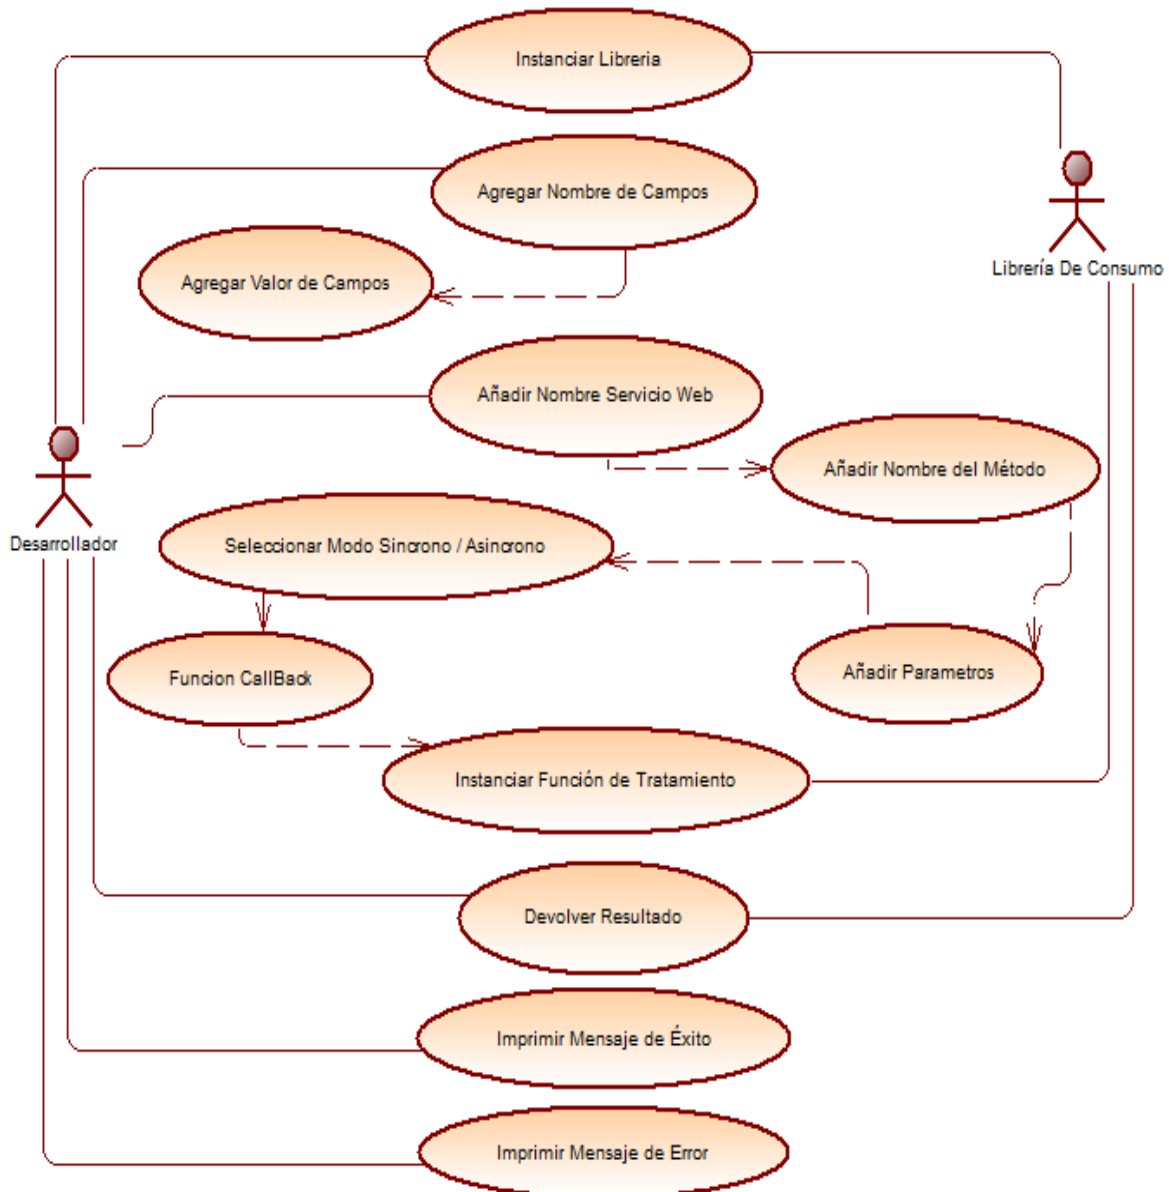 Instanciar Libreria
Agregar Nombre de Campos
Librería De Consumo
Agregar Valor de Campos
Añadir Nombre Servicio Web
Añadir Nombre del Método
Desarrollador
Seleccionar Modo Sincrono / Asincrono
Funcion CallBack
Añadir Parametros
Instanciar Función de Tratamiento
Devolver Resultado
Imprimir Mensaje de Éxito
Imprimir Mensaje de Error